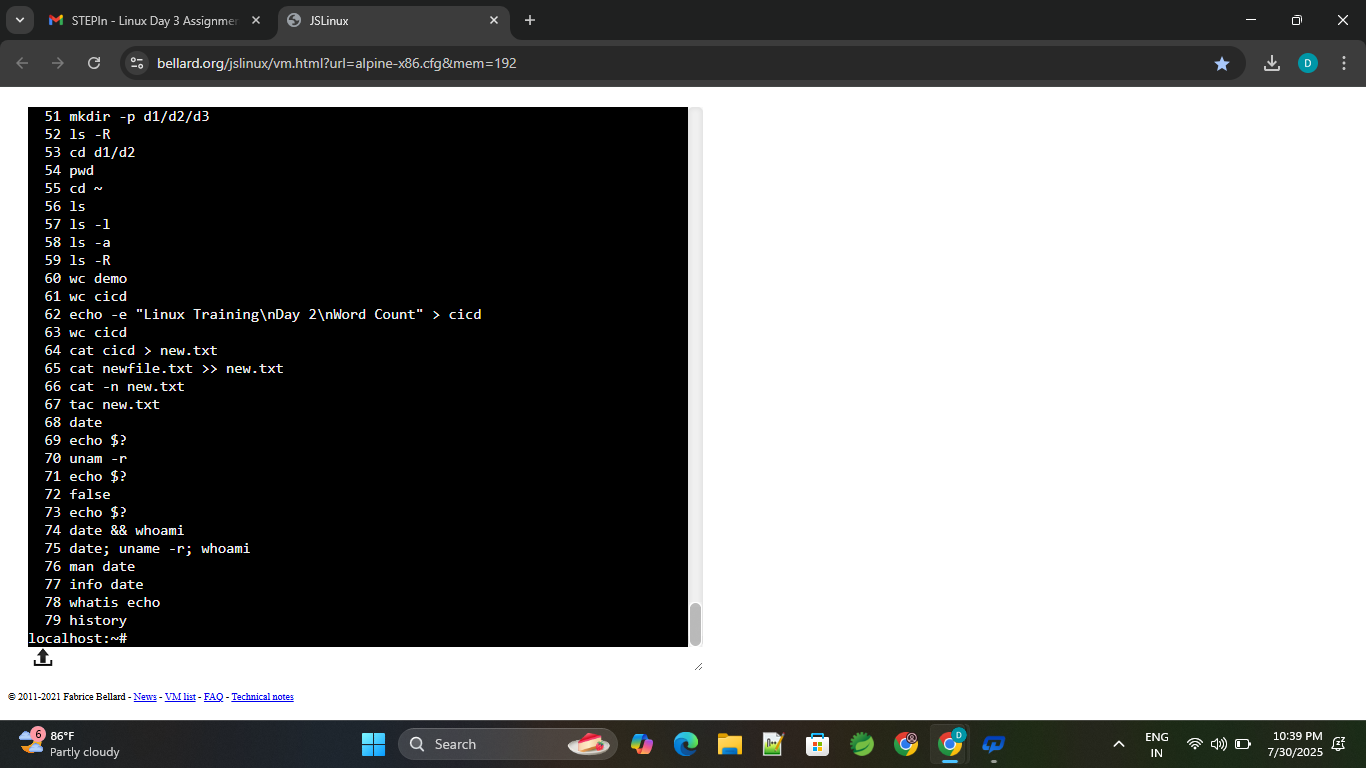 STEPIn - Linux Day 3 Assignme
JSLinux
bellard.org/jslinux/vm.html?url=alpine-x86.cfg&mem=192
D
51 mkdir -p d1/d2/d3
52 ls -R
53 cd d1/d2
54 pwd
55 cd ~
56 ls
57 ls -l
58 ls -a
59 ls -R
60 wc demo
61 wc cicd
62 echo -e "Linux Training\nDay 2\nWord Count" > cicd
63 wc cicd
64 cat cicd > new.txt
65 cat newfile.txt >> new.txt
66 cat -n new.txt
67 tac new.txt
68 date
69 echo $?
70 unam -r
71 echo $?
72 false
73 echo $?
74 date && whoami
75 date; uname -r; whoami
76 man date
77 info date
78 whatis echo
79 history
localhost:~#
© 2011-2021 Fabrice Bellard - News - VM list - FAQ - Technical notes
6
86°F
Partly cloudy
Search
D
ENG
IN
10:39 PM
7/30/2025